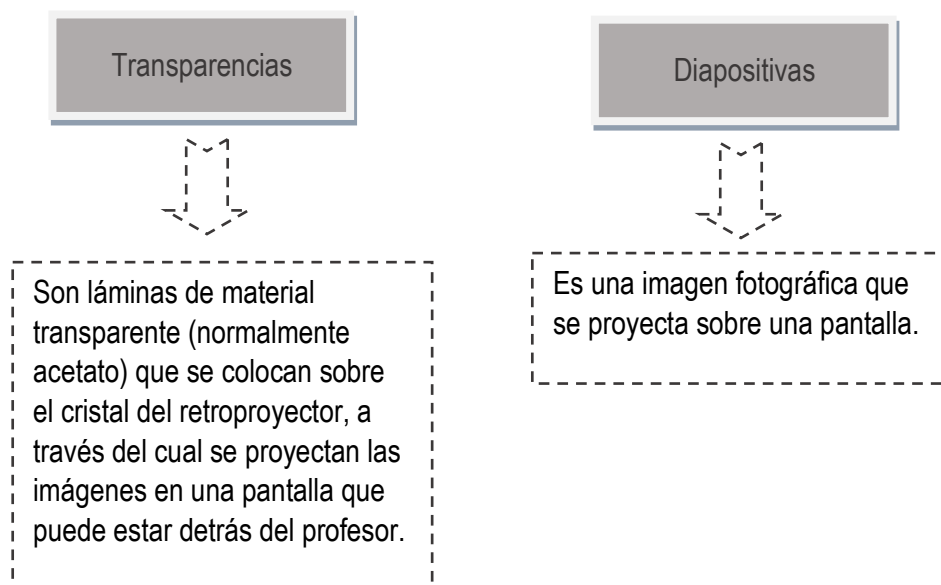 Transparencias
Son láminas de material
transparente (normalmente
acetato) que se colocan sobre
el cristal del retroproyector, a
través del cual se proyectan las
imágenes en una pantalla que
puede estar detrás del profesor.
Diapositivas
Es una imagen fotográfica que
se proyecta sobre una pantalla.